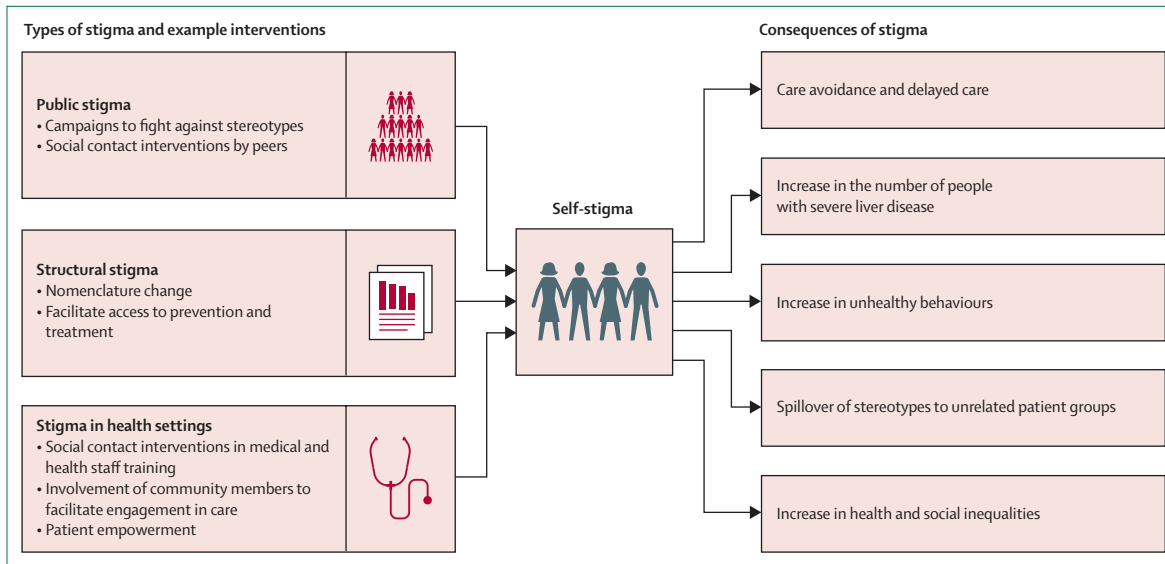 Types of stigma and example interventions
Public stigma
• Campaigns to fight against stereotypes
• Social contact interventions by peers
Structural stigma
• Nomenclature change
• Facilitate access to prevention and
treatment
Stigma in health settings
• Social contact interventions in medical and
health staff training
• Involvement of community members to
facilitate engagement in care
• Patient empowerment
Self-stigma
Consequences of stigma
Care avoidance and delayed care
Increase in the number of people
with severe liver disease
Increase in unhealthy behaviours
Spillover of stereotypes to unrelated patient groups
Increase in health and social inequalities